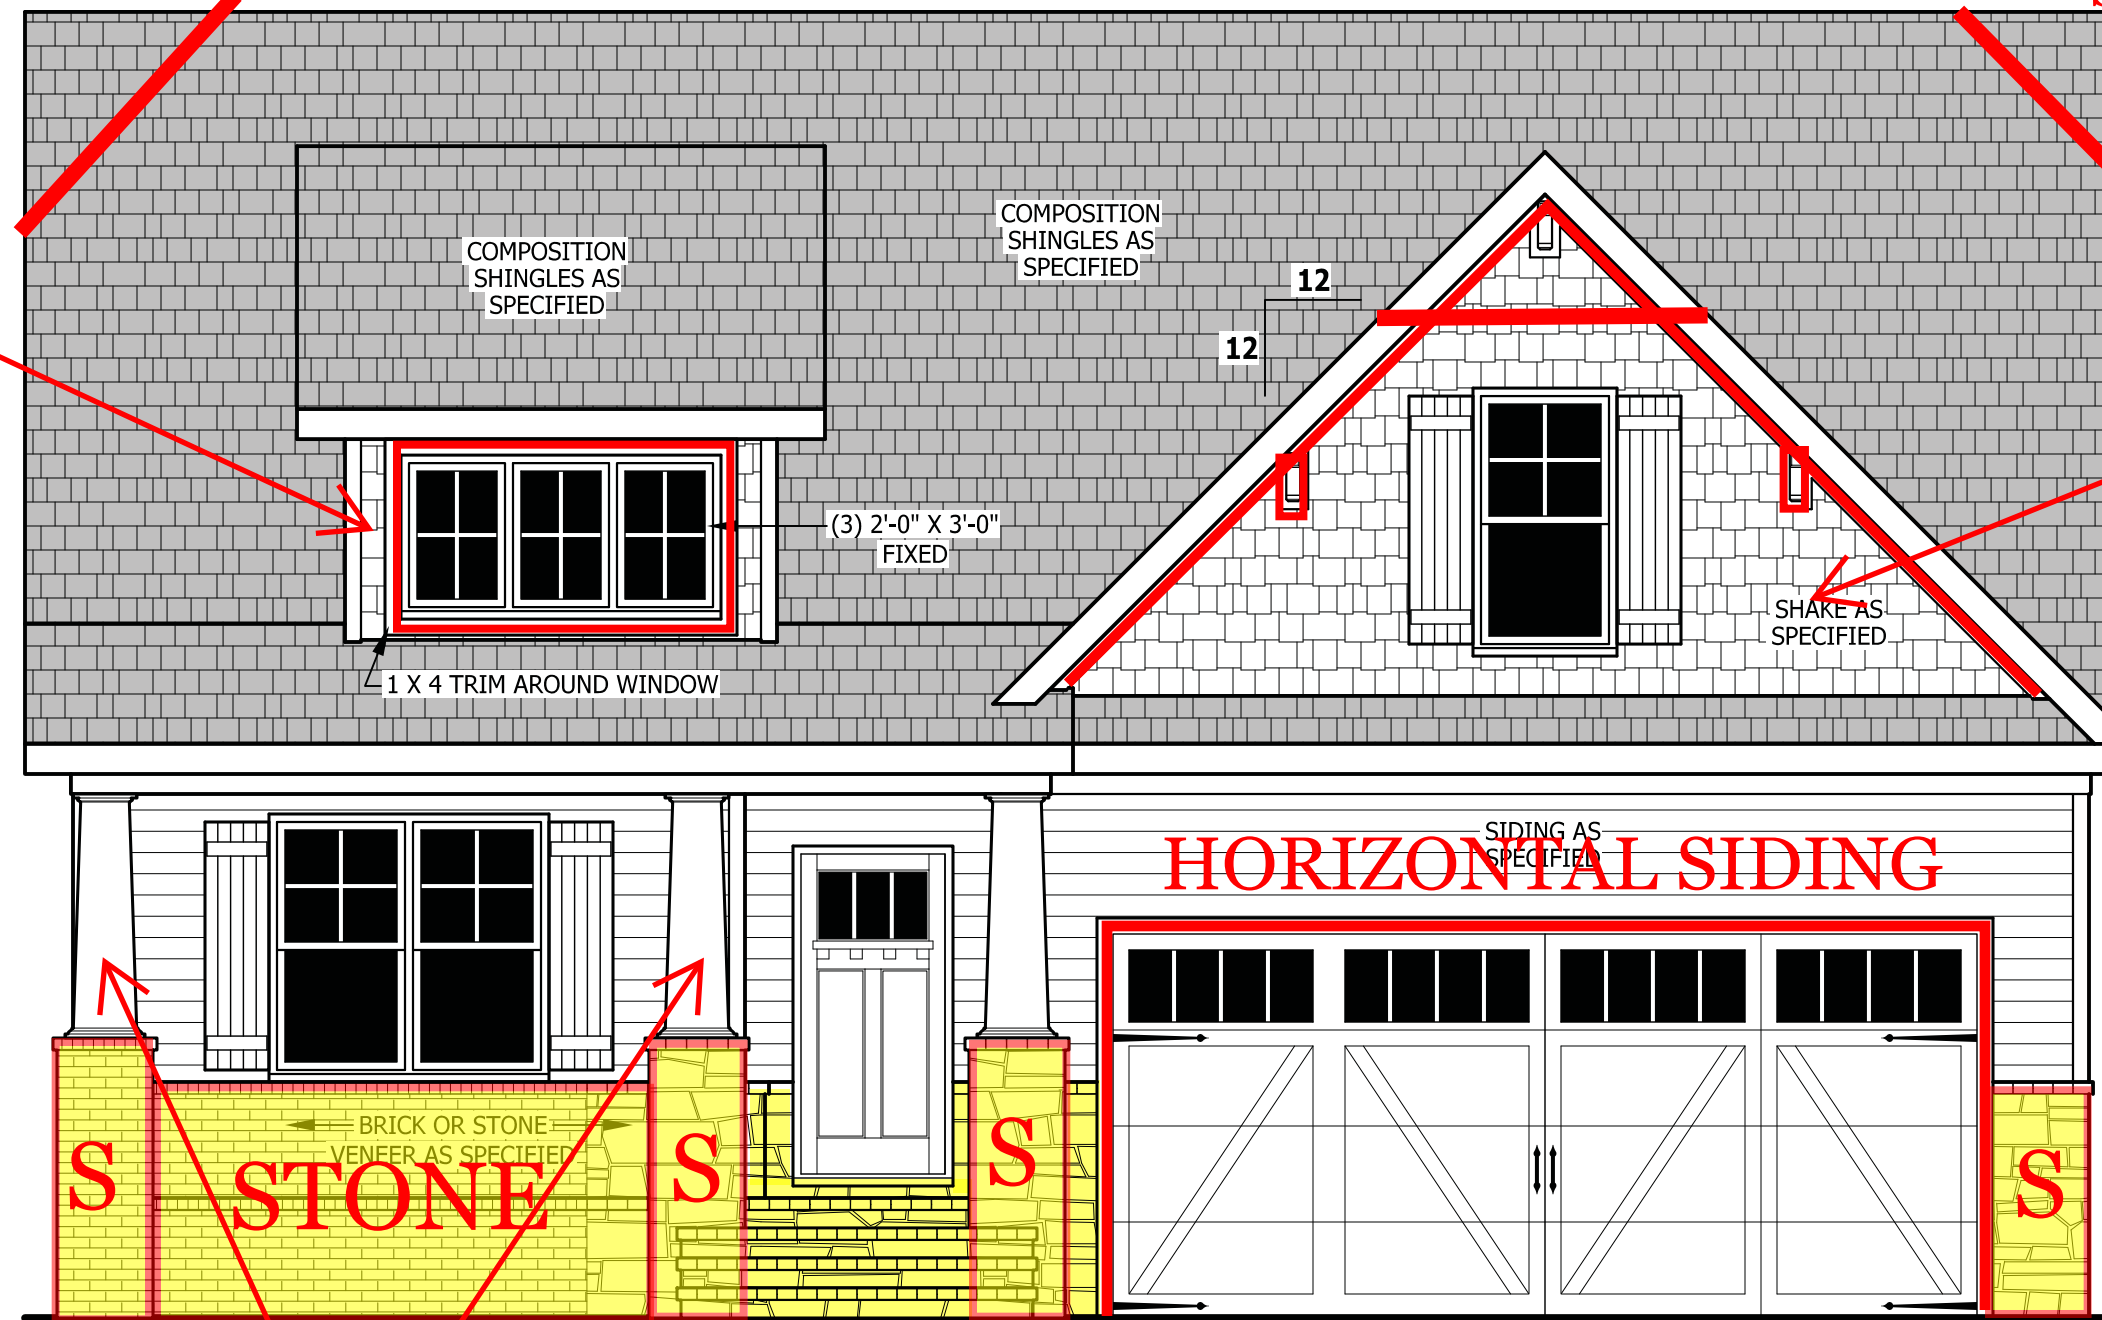 COMPOSITION
SHINGLES AS
SPECIFIED
COMPOSITION
SHINGLES AS
SPECIFIED
12
12
(3) 2'-0" X 3'-0"
FIXED
1 X 4 TRIM AROUND WINDOW
SHAKE AS
SPECIFIED
SIDING AS
SPECIFIED
HORIZONTAL SIDING
BRICK OR STONE
VENEER AS SPECIFIED
S
STONE
S
S
S